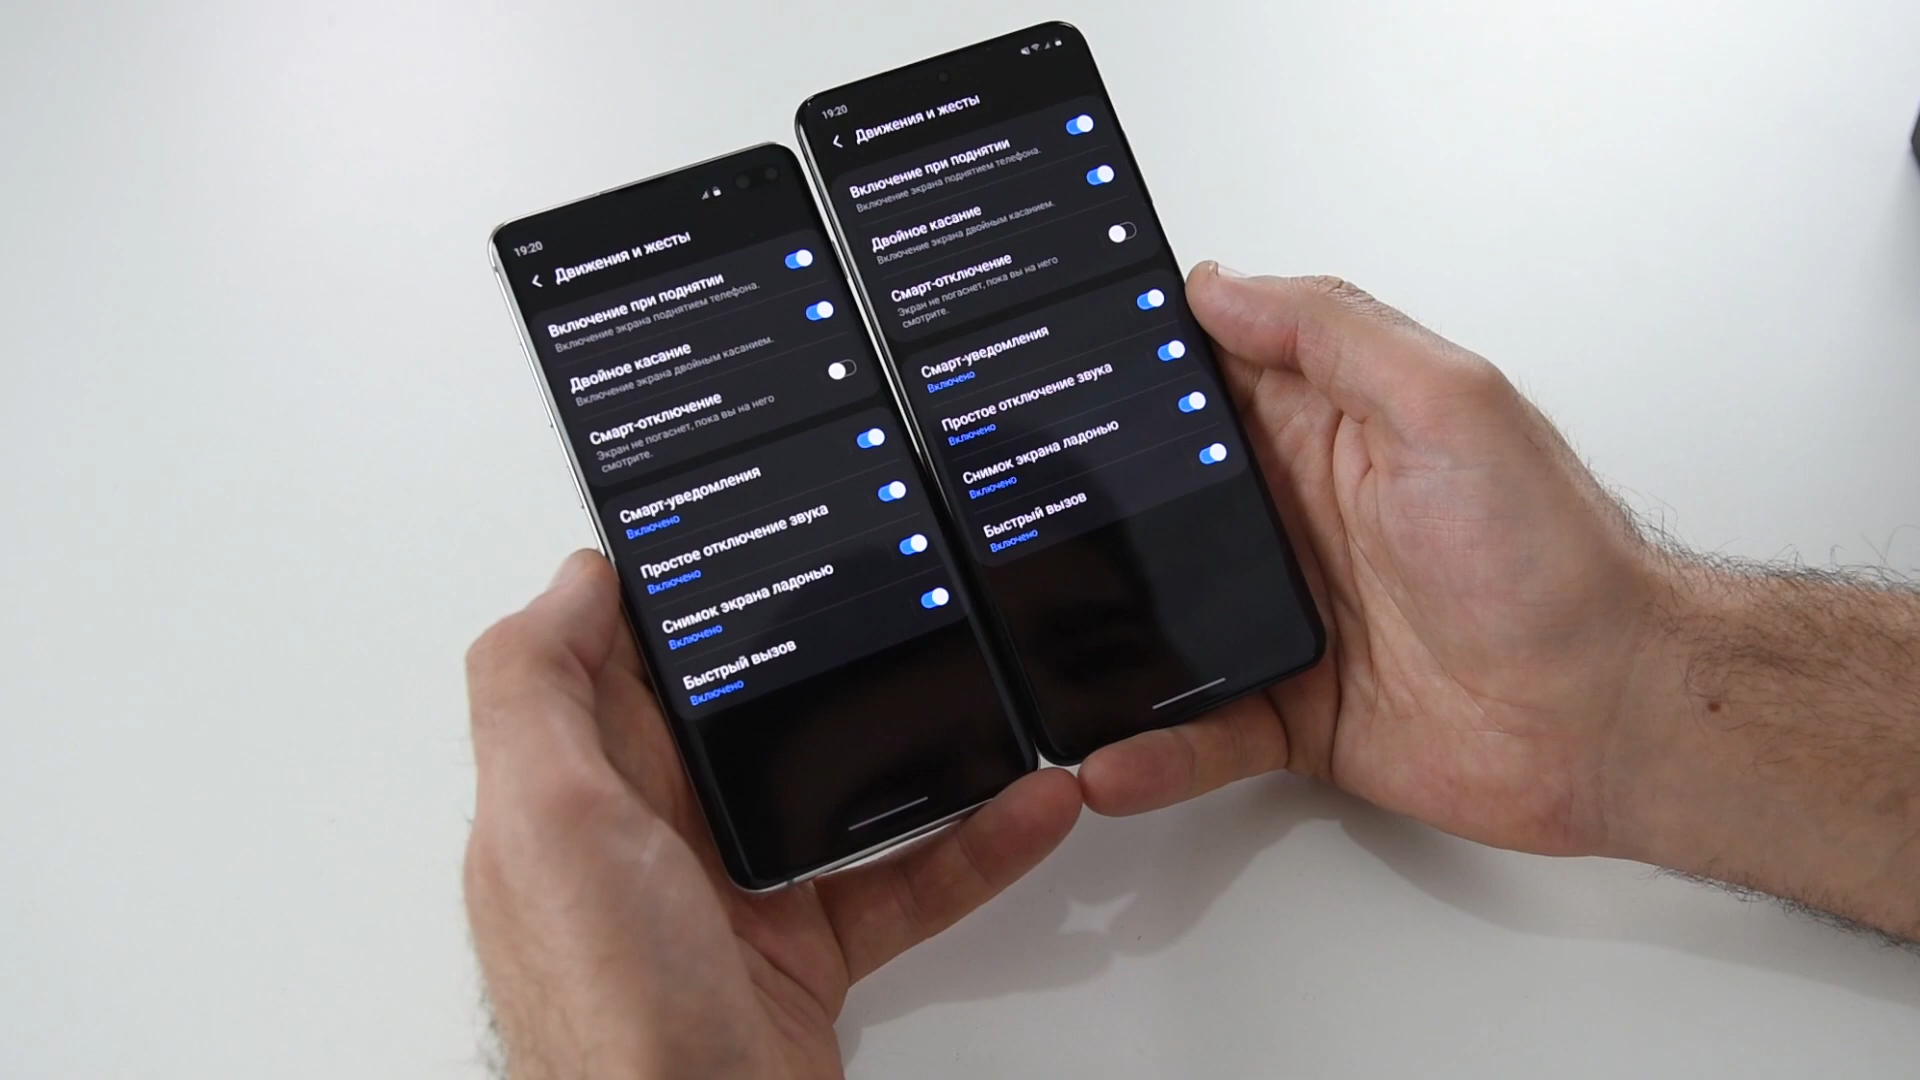 19:20
Движения и жесты
Включение при поднятии
Включение экрана поднятием телефона.
Двойное касание
Включение экрана двойным касанием.
Смарт-отключение
Экран не погаснет, пока вы на него
смотрите.
Смарт-уведомления
Включено
Простое отключение звука
Включено
Снимок экрана ладонью
Включено
Быстрый вызов
Включено
19:20
Движения и жесты
Включение при поднятии
Включение экрана поднятием телефона.
Двойное касание
Включение экрана двойным касанием.
Смарт-отключение
Экран не погаснет, пока вы на него
смотрите.
Смарт-уведомления
Включено
Простое отключение звука
Включено
Снимок экрана ладонью
Включено
Быстрый вызов
Включено